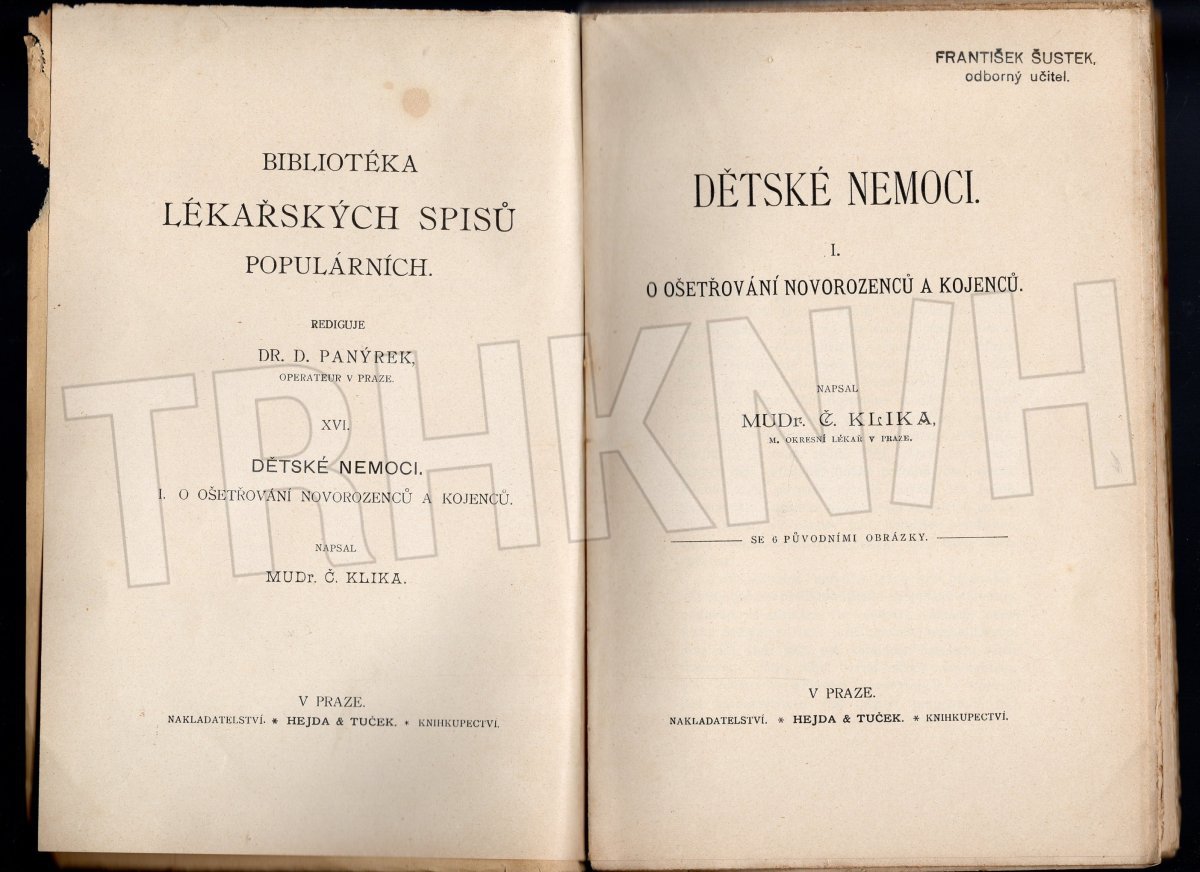 BIBLIOTÉKA
LÉKAŘSKÝCH SPISŮ
POPULÁRNÍCH.
REDIGUJE
DR. D. PANÝREK,
OPERATEUR V PRAZE.
XVI.
DĚTSKÉ NEMOCI.
I. O OŠETŘOVÁNÍ NOVOROZENCŮ A KOJENCŮ.
NAPSAL
MUDr. Č. KLIKA.
V PRAZE.
NAKLADATELSTVÍ. * HEJDA & TUČEK. * KNIHKUPECTVÍ.
FRANTIŠEK ŠUSTEK,
odborný učitel.
DĚTSKÉ NEMOCI.
I.
O OŠETŘOVÁNÍ NOVOROZENCŮ A KOJENCŮ.
NAPSAL
MUDr. Č. KLIKA,
M. OKRESNÍ LÉKAŘ V PRAZE.
SE 6 PŮVODNÍMI OBRÁZKY.
V PRAZE.
NAKLADATELSTVÍ. * HEJDA & TUČEK. * KNIHKUPECTVÍ.
TRHKNIH